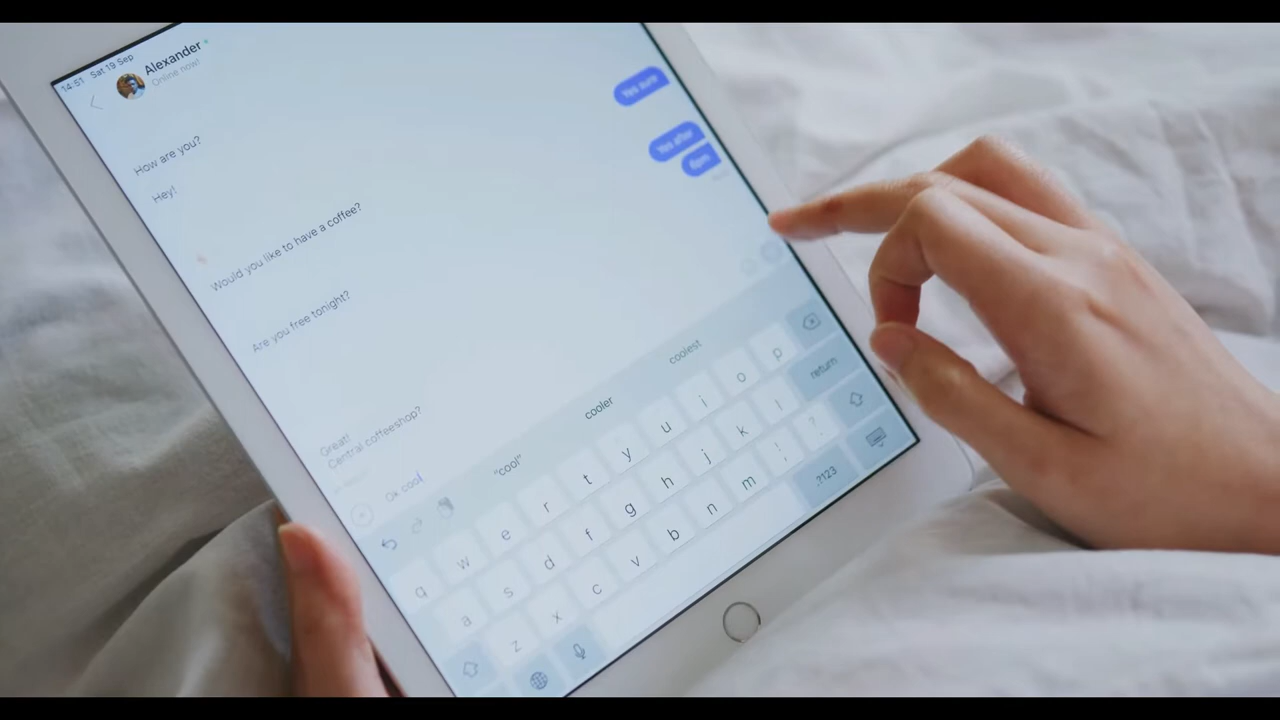 14:51 Sat 19 Sep
Alexander
Online now!
How are you?
Hey!
Yes sure
Would you like to have a coffee?
Are you free tonight?
Yes after
6pm
Great!
Central coffeeshop?
Ok cool
"cool" cooler coolest
q w e r t y u i o p
a s d f g h j k l return
z x c v b n m ! ?
.?123